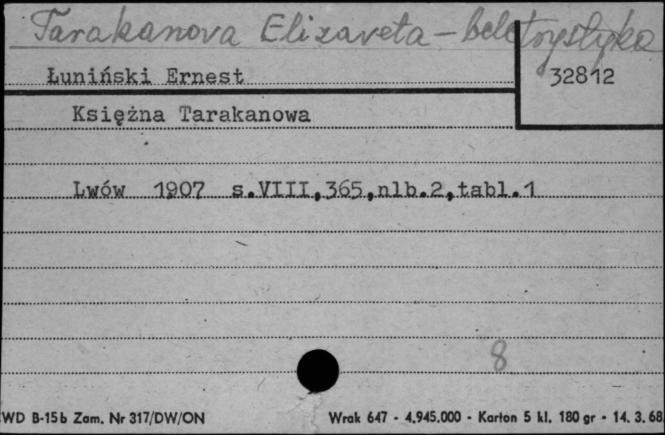 Tarakanova Elizaveta – beletrystyka
Łuniński Ernest
32812
Księżna Tarakanowa
Lwów 1907 s.VIII,365,nlb.2,tabl.1
8
WD B-15b Zam. Nr 317/DW/ON Wrak 647 - 4.945.000 - Karton 5 kl. 180 gr - 14. 3. 68